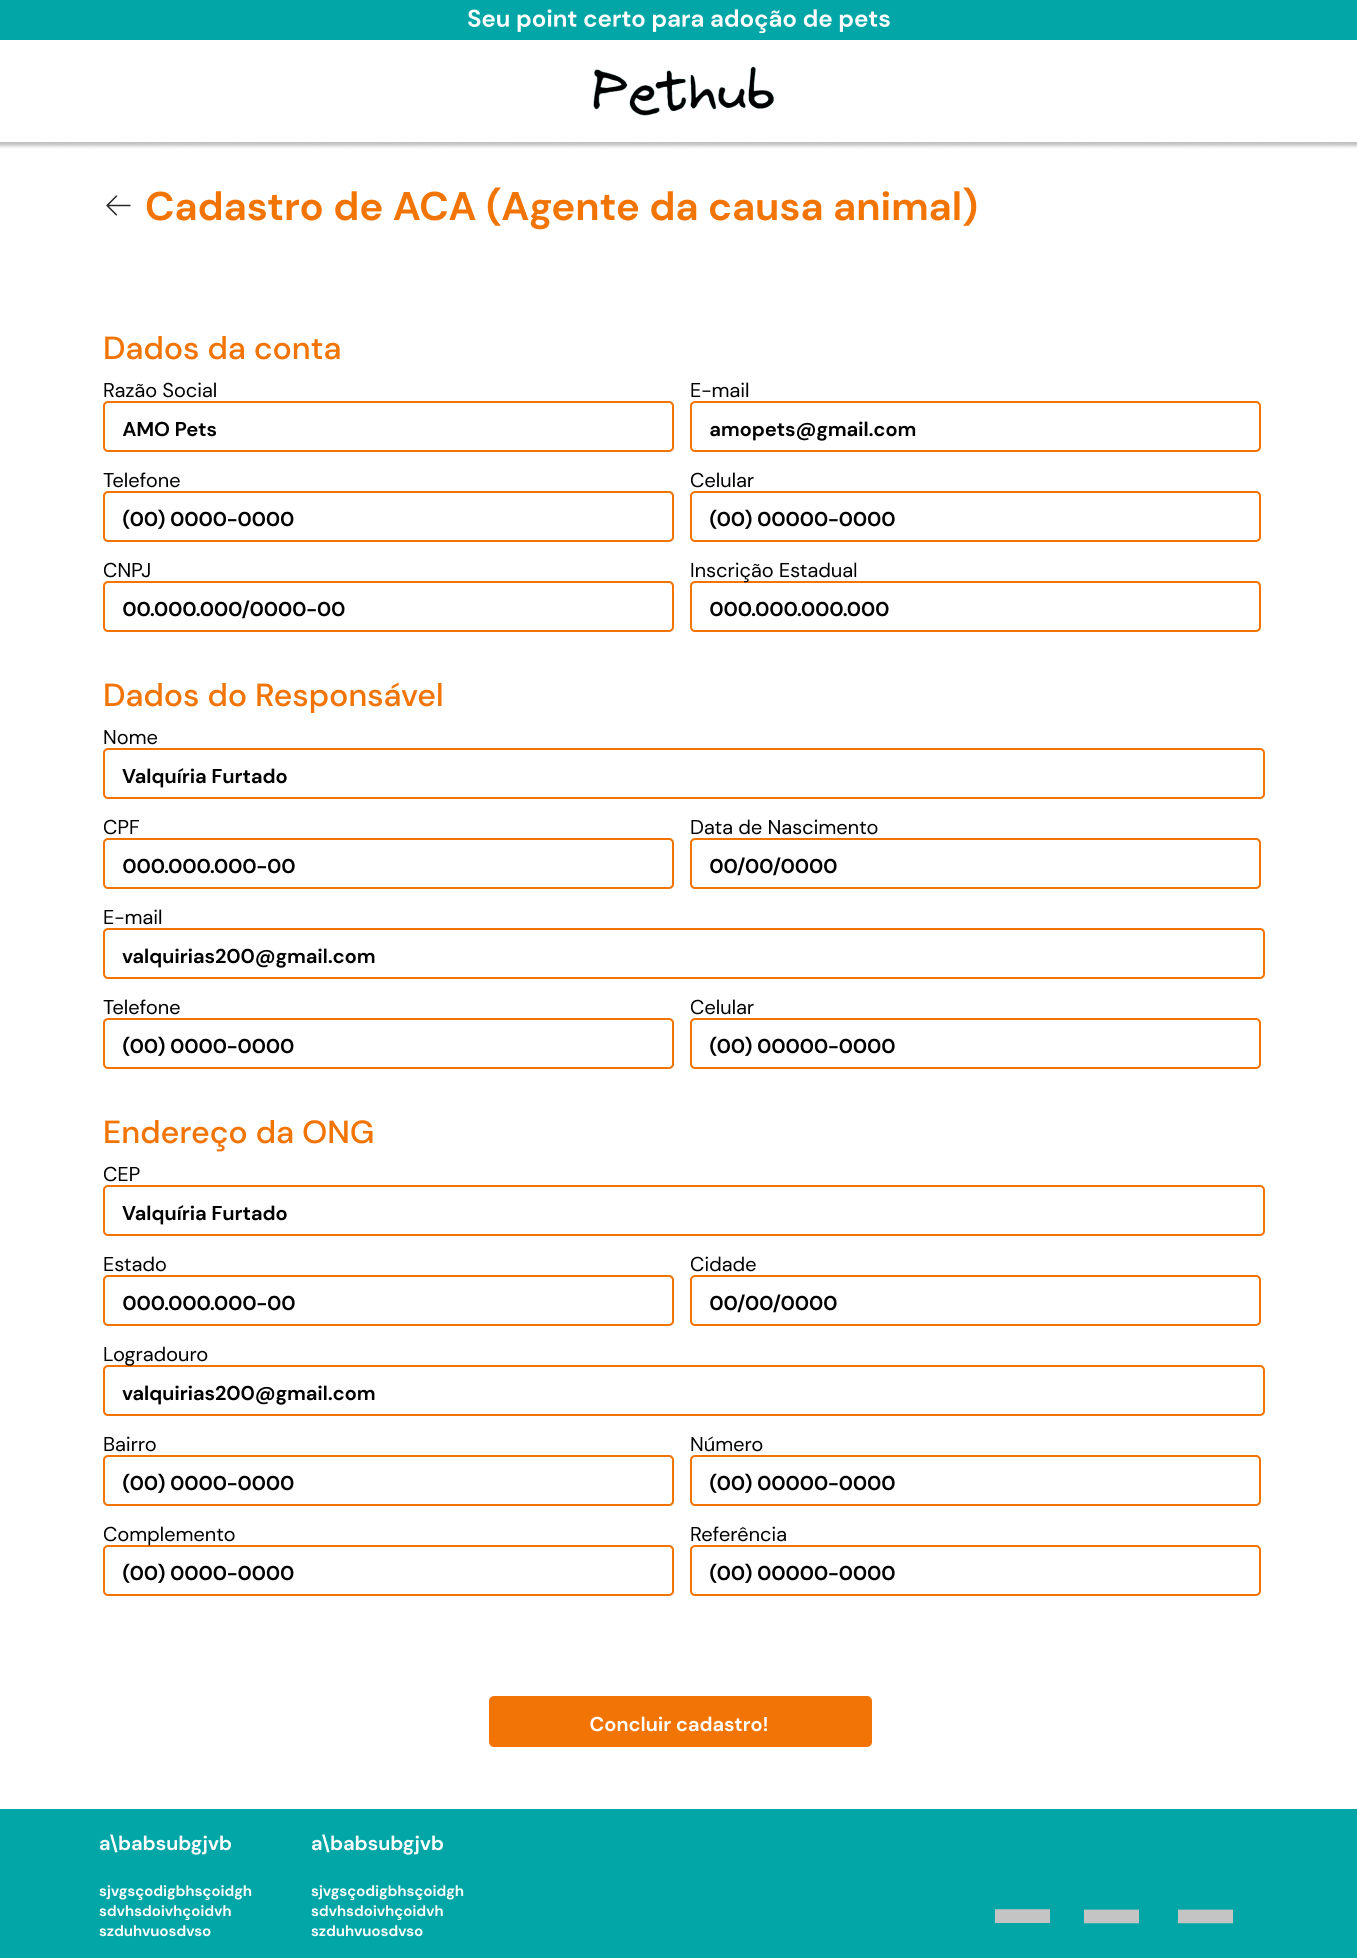 Seu point certo para adoção de pets
Pethub
Cadastro de ACA (Agente da causa animal)
Dados da conta
Razão Social
E-mail
AMO Pets
amopets@gmail.com
Telefone
Celular
(00) 0000-0000
(00) 00000-0000
CNPJ
Inscrição Estadual
00.000.000/0000-00
000.000.000.000
Dados do Responsável
Nome
Valquíria Furtado
CPF
Data de Nascimento
000.000.000-00
00/00/0000
E-mail
valquirias200@gmail.com
Telefone
Celular
(00) 0000-0000
(00) 00000-0000
Endereço da ONG
CEP
Valquíria Furtado
Estado
Cidade
000.000.000-00
00/00/0000
Logradouro
valquirias200@gmail.com
Bairro
Número
(00) 0000-0000
(00) 00000-0000
Complemento
Referência
(00) 0000-0000
(00) 00000-0000
Concluir cadastro!
a\babsubgjvb
sjvgsçodigbhsçoidgh
sdvhsdoivhçoidvh
szduhvuosdvso
a\babsubgjvb
sjvgsçodigbhsçoidgh
sdvhsdoivhçoidvh
szduhvuosdvso